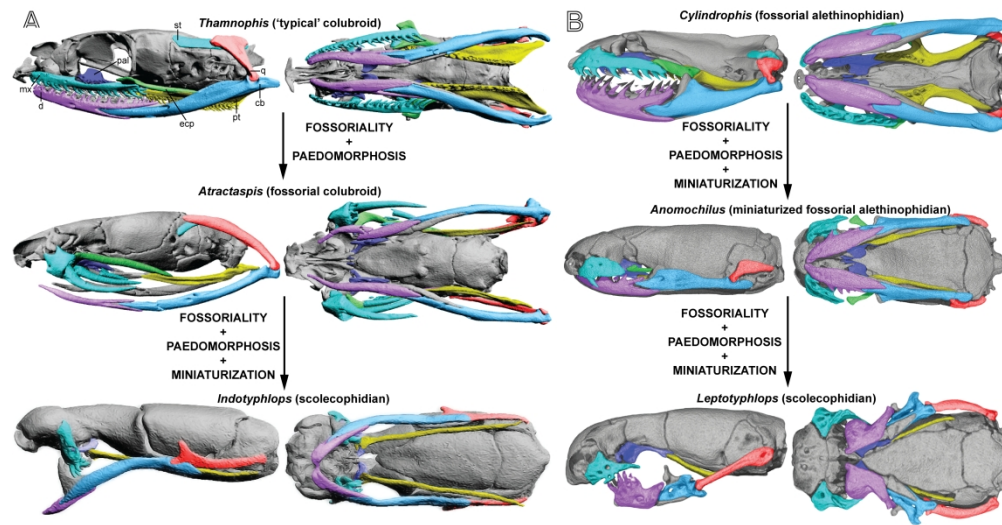 A
Thamnophis ('typical' colubroid)
st
pal
mx
d
q
cb
ecp
pt
FOSSORIALITY
+
PAEDOMORPHOSIS
Atractaspis (fossorial colubroid)
FOSSORIALITY
+
PAEDOMORPHOSIS
+
MINIATURIZATION
Indotyphlops (scolecophidian)
B
Cylindrophis (fossorial alethinophidian)
FOSSORIALITY
+
PAEDOMORPHOSIS
+
MINIATURIZATION
Anomochilus (miniaturized fossorial alethinophidian)
FOSSORIALITY
+
PAEDOMORPHOSIS
+
MINIATURIZATION
Leptotyphlops (scolecophidian)